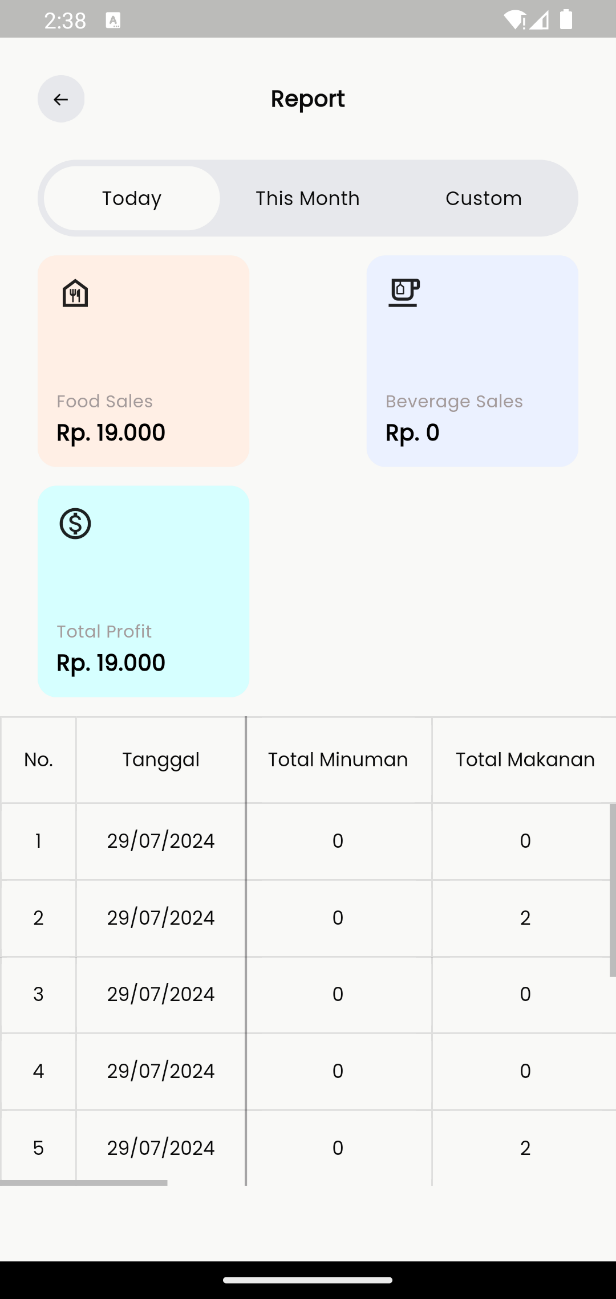 2:38 A
Report
Today This Month Custom
Food Sales
Rp. 19.000
Beverage Sales
Rp. 0
Total Profit
Rp. 19.000
No. Tanggal Total Minuman Total Makanan
1 29/07/2024 0 0
2 29/07/2024 0 2
3 29/07/2024 0 0
4 29/07/2024 0 0
5 29/07/2024 0 2